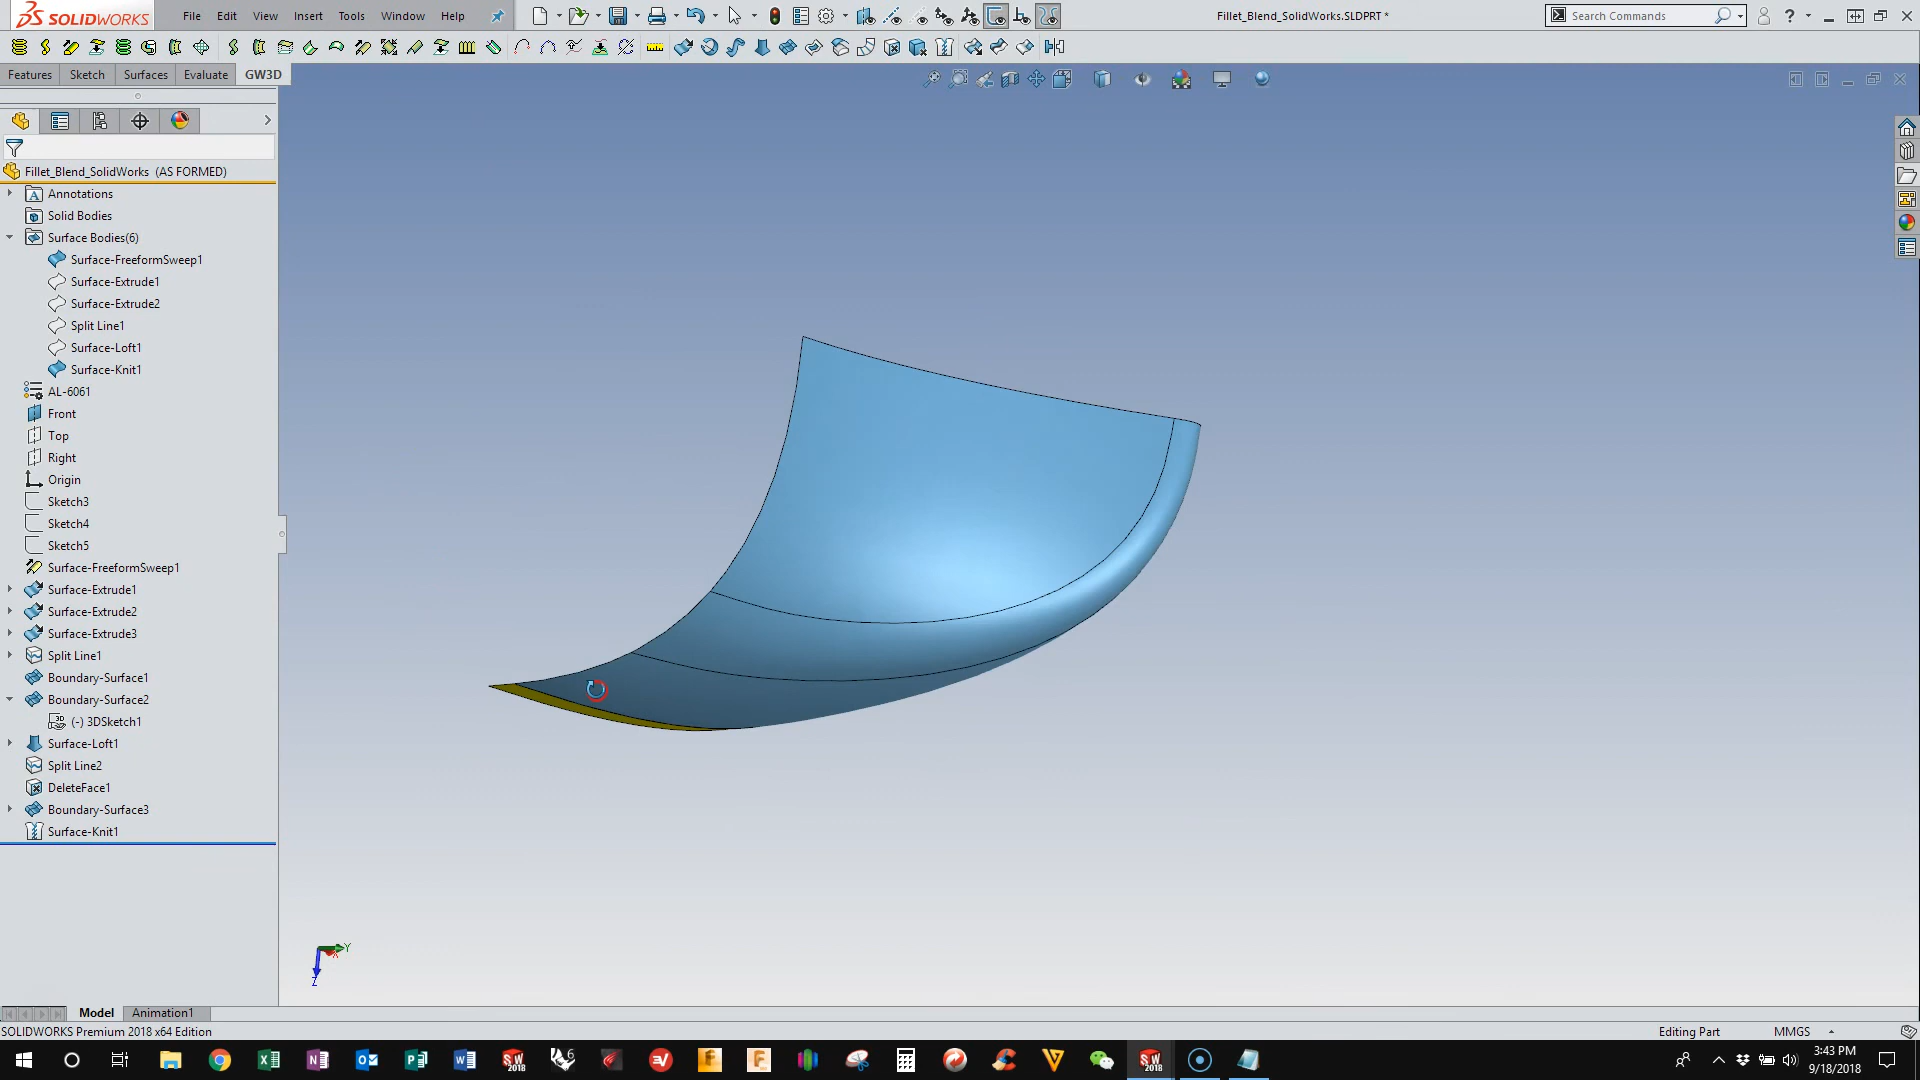 SOLIDWORKS File Edit View Insert Tools Window Help Fillet_Blend_SolidWorks.SLDPRT * Search Commands ?
Features Sketch Surfaces Evaluate GW3D
Fillet_Blend_SolidWorks (AS FORMED)
Annotations
Solid Bodies
Surface Bodies(6)
Surface-FreeformSweep1
Surface-Extrude1
Surface-Extrude2
Split Line1
Surface-Loft1
Surface-Knit1
AL-6061
Front
Top
Right
Origin
Sketch3
Sketch4
Sketch5
Surface-FreeformSweep1
Surface-Extrude1
Surface-Extrude2
Surface-Extrude3
Split Line1
Boundary-Surface1
Boundary-Surface2
(-) 3DSketch1
Surface-Loft1
Split Line2
DeleteFace1
Boundary-Surface3
Surface-Knit1
Y
X
Z
Model Animation1
SOLIDWORKS Premium 2018 x64 Edition Editing Part MMGS
3:43 PM
9/18/2018